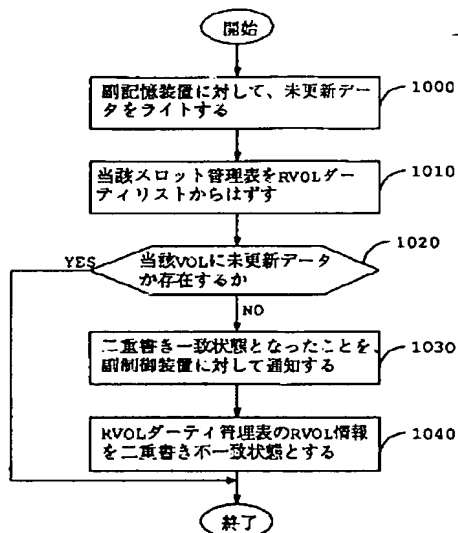 開始
副記憶装置に対して、未更新デー
タをライトする
1000
当該スロット管理表をRVOLダー
ティリストからはずす
1010
1020
当該VOLに未更新データ
が存在するか
YES
NO
二重書き一致状態となったことを、
副制御装置に対して通知する
1030
RVOLダーティ管理表のRVOL情報
を二重書き不一致状態とする
1040
終了